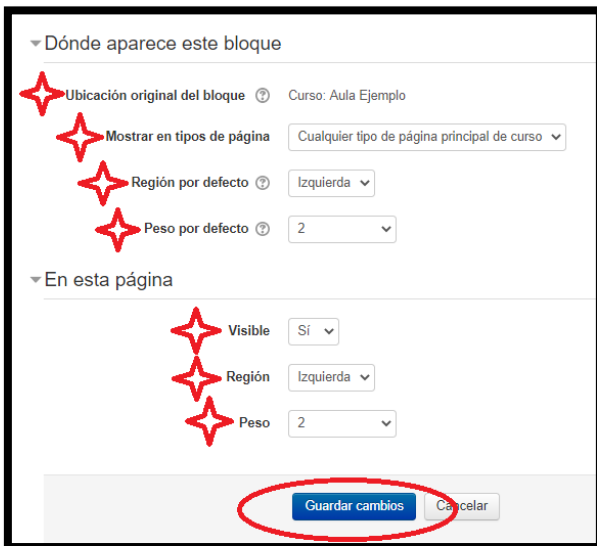 Dónde aparece este bloque
Ubicación original del bloque Curso: Aula Ejemplo
Mostrar en tipos de página Cualquier tipo de página principal de curso
Región por defecto Izquierda
Peso por defecto 2
En esta página
Visible Sí
Región Izquierda
Peso 2
Guardar cambios Cancelar